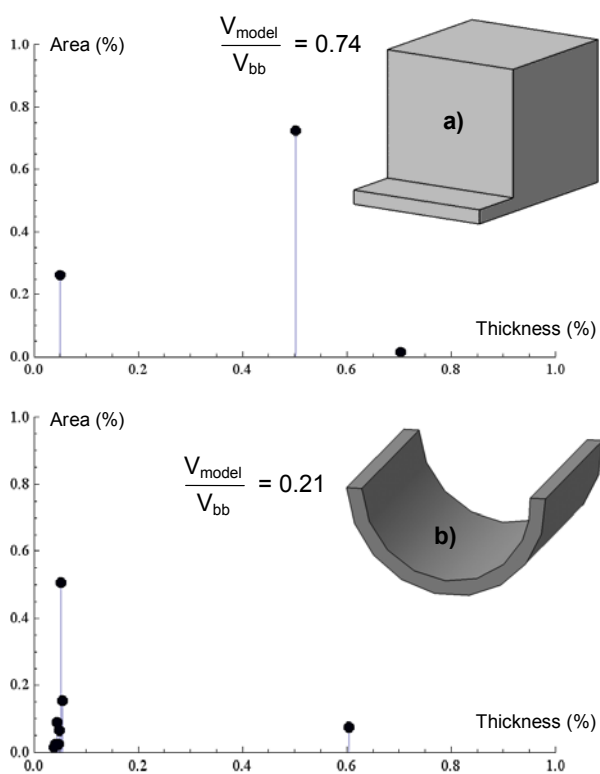 Area (%)
V_model / V_bb = 0.74
a)
1.0
0.8
0.6
0.4
0.2
0.0
Thickness (%)
0.0 0.2 0.4 0.6 0.8 1.0
Area (%)
V_model / V_bb = 0.21
b)
1.0
0.8
0.6
0.4
0.2
0.0
Thickness (%)
0.0 0.2 0.4 0.6 0.8 1.0